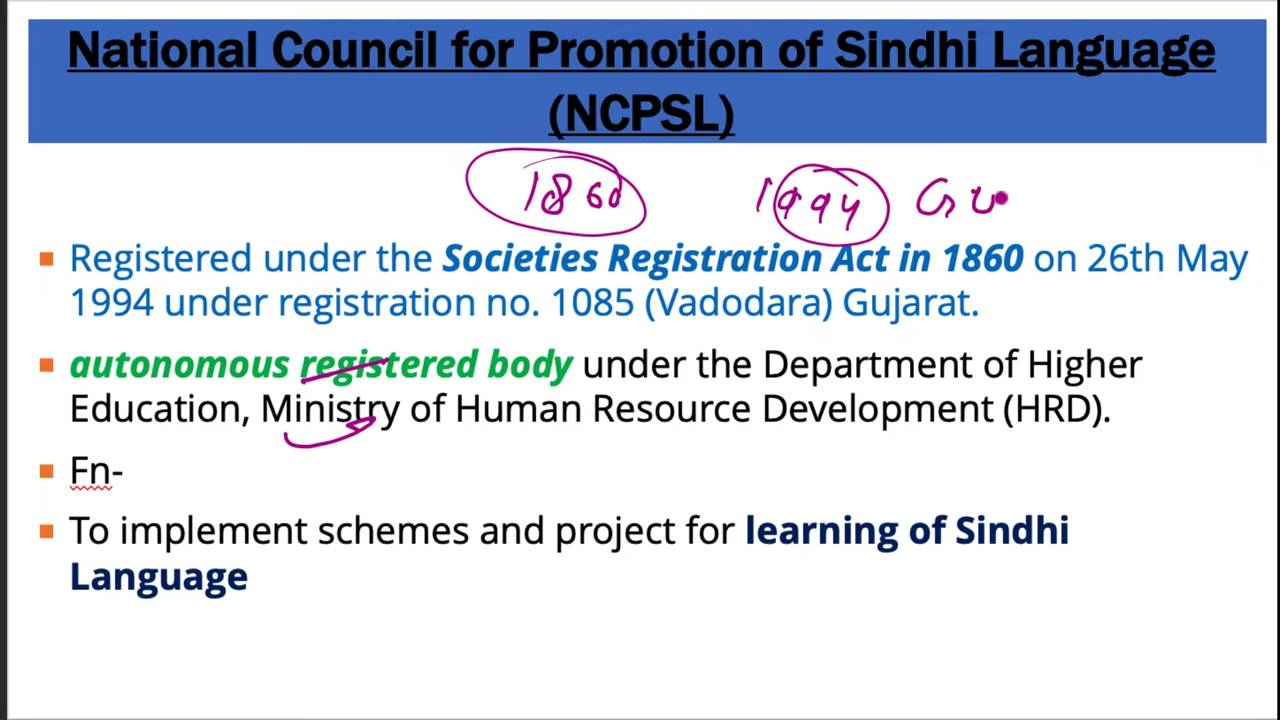 National Council for Promotion of Sindhi Language
(NCPSL)
1860 1994 Gu
Registered under the Societies Registration Act in 1860 on 26th May
1994 under registration no. 1085 (Vadodara) Gujarat.
autonomous registered body under the Department of Higher
Education, Ministry of Human Resource Development (HRD).
Fn-
To implement schemes and project for learning of Sindhi
Language